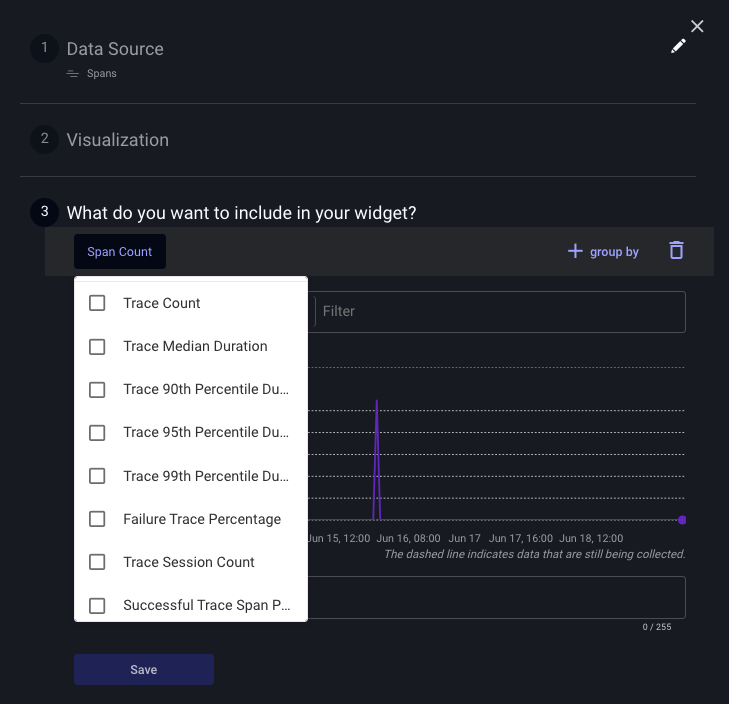 1 Data Source
Spans
2 Visualization
3 What do you want to include in your widget?
Span Count
+ group by
Trace Count
Filter
Trace Median Duration
Trace 90th Percentile Du...
Trace 95th Percentile Du...
Trace 99th Percentile Du...
Failure Trace Percentage
Jun 15, 12:00 Jun 16, 08:00 Jun 17 Jun 17, 16:00 Jun 18, 12:00
The dashed line indicates data that are still being collected.
Trace Session Count
Successful Trace Span P...
0 / 255
Save